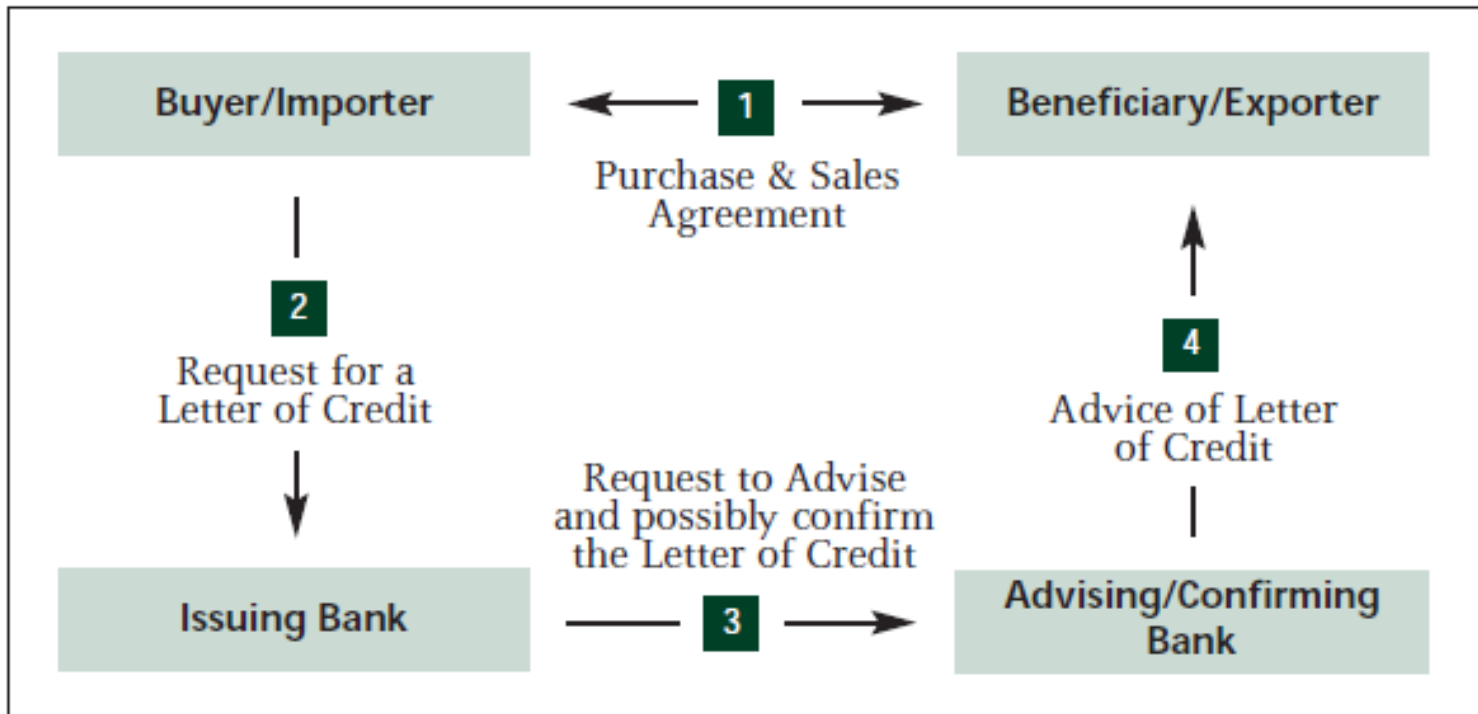 Buyer/Importer
1
Beneficiary/Exporter
Purchase & Sales
Agreement
2
Request for a
Letter of Credit
4
Advice of Letter
of Credit
Request to Advise
and possibly confirm
the Letter of Credit
Issuing Bank
3
Advising/Confirming
Bank